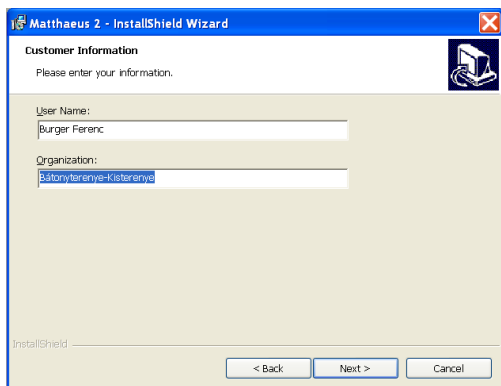 Matthaeus 2 - InstallShield Wizard
Customer Information
Please enter your information.
User Name:
Burger Ferenc
Organization:
Bátonyterenye-Kisterenye
InstallShield
< Back Next > Cancel